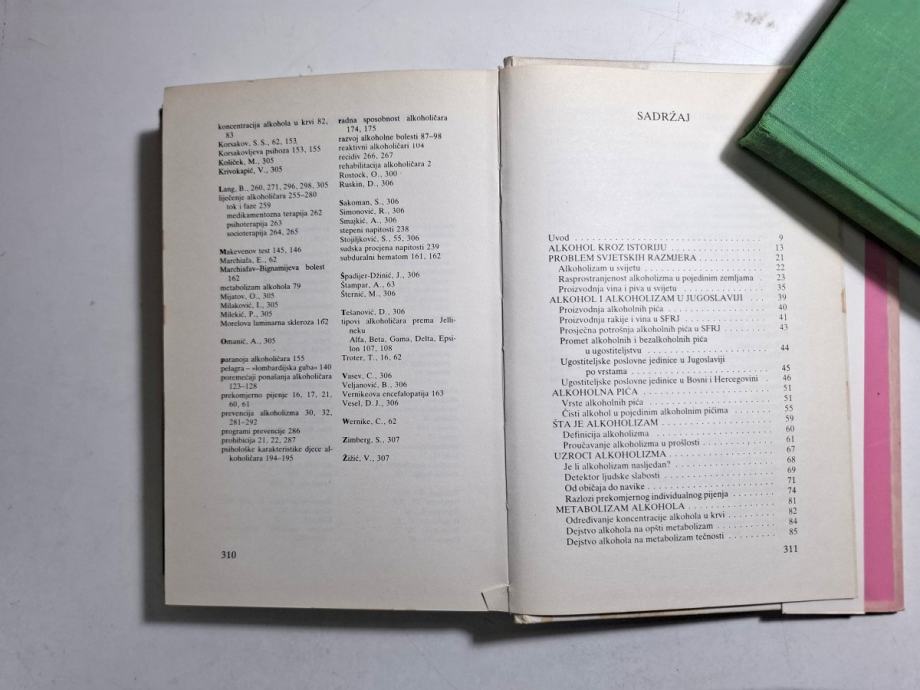 koncentracija alkohola u krvi 82,
83
Korsakov, S. S., 62, 153,
Korsakovljeva psihoza 153, 155
Količek, M., 305
Krivokapić, V., 305
Lang, B., 260, 271, 296, 298, 305
liječenje alkoholičara 255–280
tok i faze 259
medikamentozna terapija 262
psihoterapija 263
socioterapija 264, 265
Makevenov test 145, 146
Marchiafa, E., 62
Marchiafav–Bignamijeva bolest
162
metabolizam alkohola 79
Mijatov, O., 305
Milaković, I., 305
Milekić, P., 305
Morelova laminarna skleroza 162
Omanić, A., 305
paranoja alkoholičara 155
pelagra – »lombardijska guba« 140
poremećaji ponašanja alkoholičara
123–128
prekomjerno pijenje 16, 17, 21,
60, 61
prevencija alkoholizma 30, 32,
281–292
programi prevencije 286
prohibicija 21, 22, 287
psihološke karakteristike djece al-
koholičara 194–195
radna sposobnost alkoholičara
174, 175
razvoj alkoholne bolesti 87–98
reaktivni alkoholičari 104
recidiv 266, 267
rehabilitacija alkoholičara 2
Rostock, O., 300
Ruskin, D., 306
Sakoman, S., 306
Simonović, R., 306
Smajkić, A., 306
stepeni napitosti 238
Stojiljković, S., 55, 306
sudska procjena napitosti 239
subduralni hematom 161, 162
Špadijer-Džinić, J., 306
Štampar, A., 63
Šternić, M., 306
Tešanović, D., 306
tipovi alkoholičara prema Jelli-
neku
Alfa, Beta, Gama, Delta, Epsi-
lon 107, 108
Troter, T., 16, 62
Vasev, C., 306
Veljanović, B., 306
Vernikeova encefalopatija 163
Vesel, D. J., 306
Wernike, C., 62
Zimberg, S., 307
Žižić, V., 307
310
SADRŽAJ
Uvod . . . 9
ALKOHOL KROZ ISTORIJU . . . 13
PROBLEM SVJETSKIH RAZMJERA . . . 21
Alkoholizam u svijetu . . . 22
Rasprostranjenost alkoholizma u pojedinim zemljama . . . 23
Proizvodnja vina i piva u svijetu . . . 35
ALKOHOL I ALKOHOLIZAM U JUGOSLAVIJI . . . 39
Proizvodnja alkoholnih pića . . . 40
Proizvodnja rakije i vina u SFRJ . . . 41
Prosječna potrošnja alkoholnih pića u SFRJ . . . 43
Promet alkoholnih i bezalkoholnih pića
u ugostiteljstvu . . . 44
Ugostiteljske poslovne jedinice u Jugoslaviji
po vrstama . . . 45
Ugostiteljske poslovne jedinice u Bosni i Hercegovini . . 46
ALKOHOLNA PIĆA . . . 51
Vrste alkoholnih pića . . . 51
Čisti alkohol u pojedinim alkoholnim pićima . . . 55
ŠTA JE ALKOHOLIZAM . . . 59
Definicija alkoholizma . . . 60
Proučavanje alkoholizma u prošlosti . . . 61
UZROCI ALKOHOLIZMA . . . 67
Je li alkoholizam nasljedan? . . . 68
Detektor ljudske slabosti . . . 69
Od običaja do navike . . . 71
Razlozi prekomjernog individualnog pijenja . . . 74
METABOLIZAM ALKOHOLA . . . 81
Određivanje koncentracije alkohola u krvi . . . 82
Dejstvo alkohola na opšti metabolizam . . . 84
Dejstvo alkohola na metabolizam tečnosti . . . 85
311